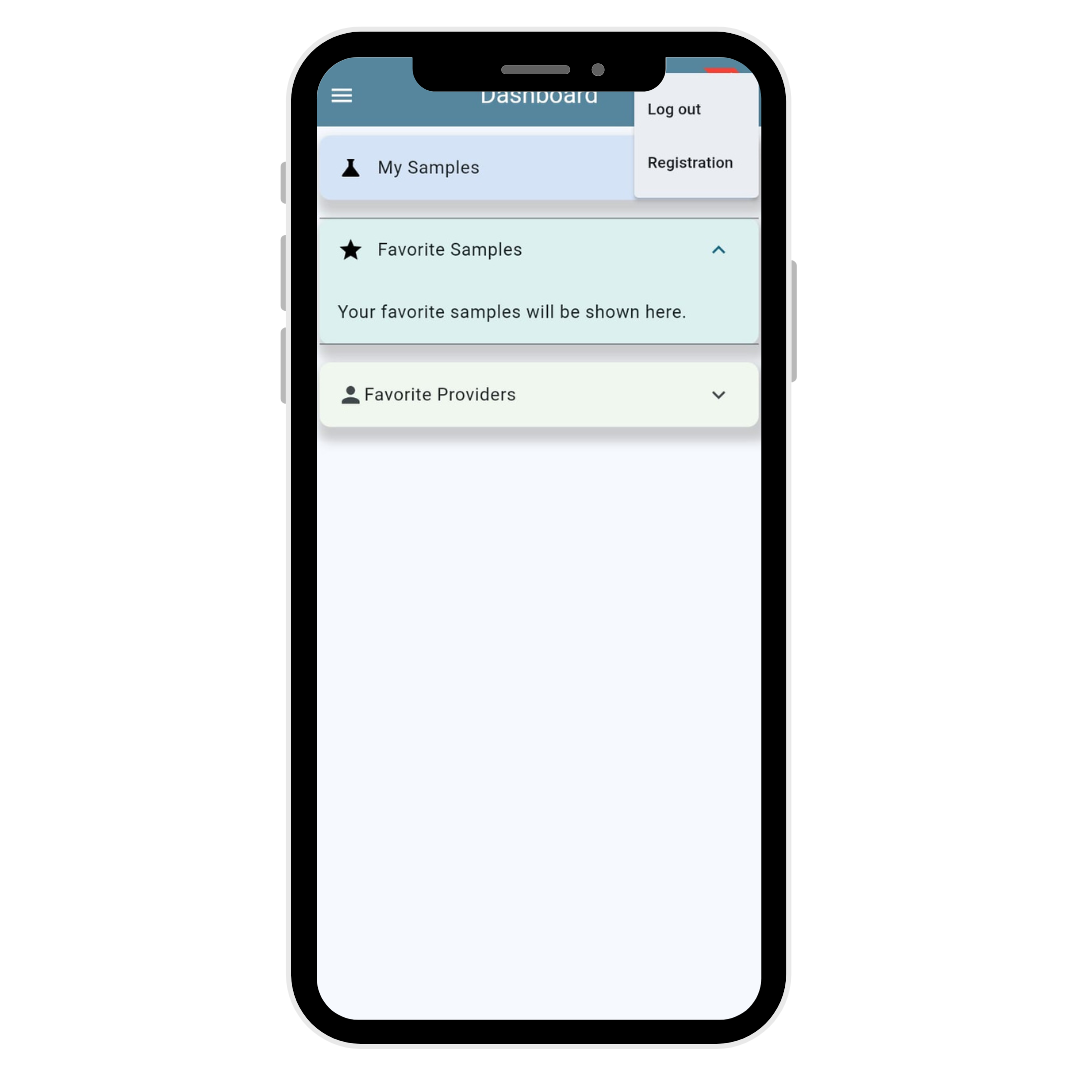 Dashboard
Log out
Registration
My Samples
Favorite Samples
Your favorite samples will be shown here.
Favorite Providers